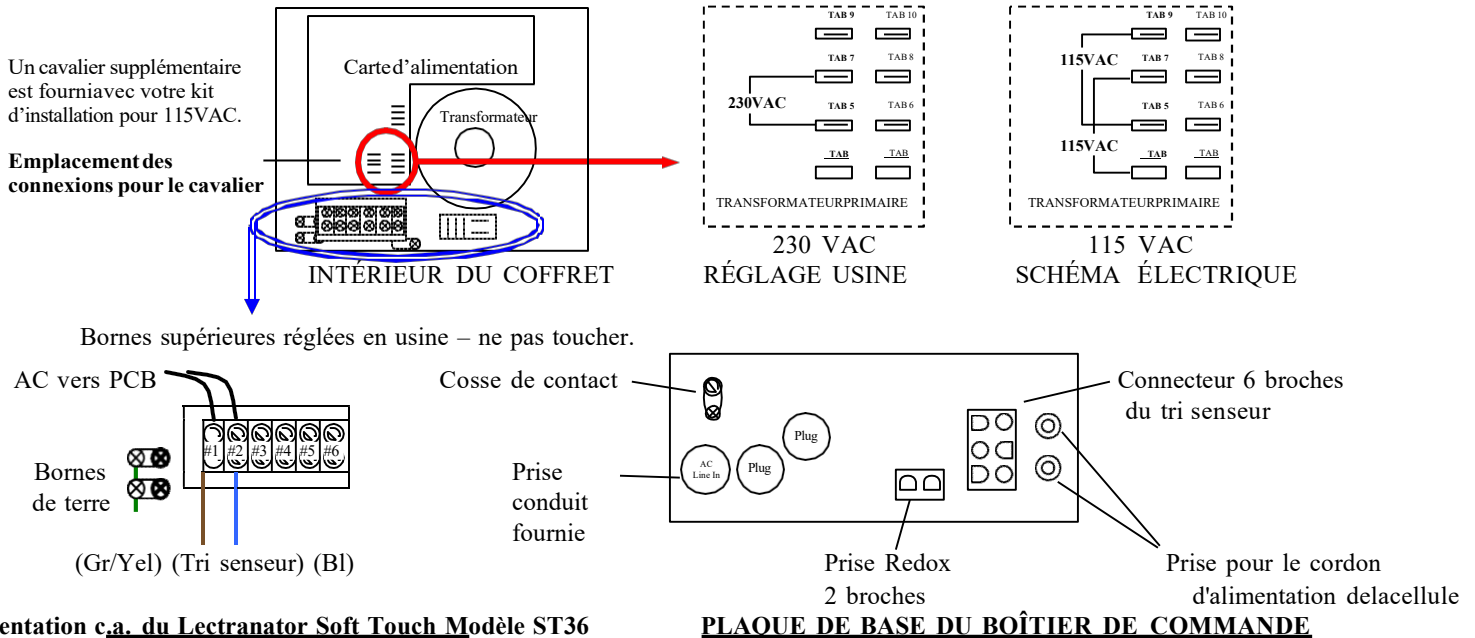 Un cavalier supplémentaire
est fourniavec votre kit
d'installation pour 115VAC.
Emplacement des
connexions pour le cavalier
Carted'alimentation
Transformateur
INTÉRIEUR DU COFFRET
TAB 9 TAB 10
TAB 7 TAB 8
230VAC
TAB 5 TAB 6
TAB TAB
TRANSFORMATEURPRIMAIRE
230 VAC
RÉGLAGE USINE
TAB 9 TAB 10
115VAC
TAB 7 TAB 8
TAB 5 TAB 6
115VAC
TAB TAB
TRANSFORMATEURPRIMAIRE
115 VAC
SCHÉMA ÉLECTRIQUE
Bornes supérieures réglées en usine – ne pas toucher.
AC vers PCB
#1 #2 #3 #4 #5 #6
Bornes
de terre
(Gr/Yel) (Tri senseur) (Bl)
entation c.a. du Lectranator Soft Touch Modèle ST36
Cosse de contact
Plug
AC
Line In
Plug
Prise
conduit
fournie
Connecteur 6 broches
du tri senseur
Prise Redox
2 broches
Prise pour le cordon
d'alimentation delacellule
PLAQUE DE BASE DU BOÎTIER DE COMMANDE